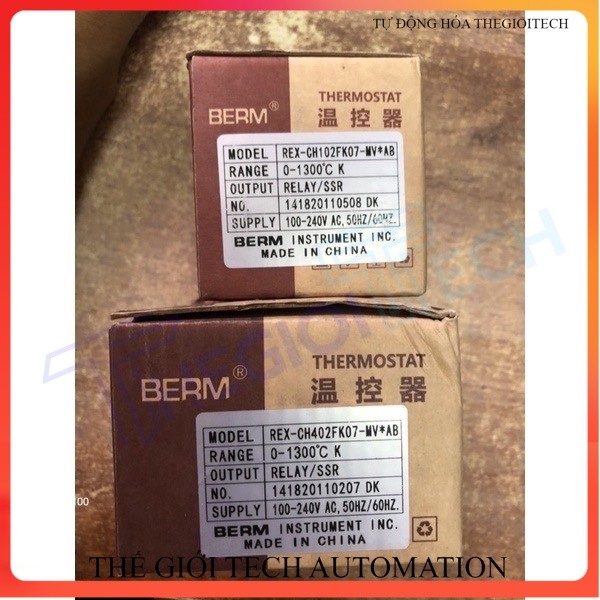 TỰ ĐỘNG HÓA THEGIOITECH
BERM®
THERMOSTAT
温控器
MODEL REX-CH102FK07-MV*AB
RANGE 0-1300℃ K
OUTPUT RELAY/SSR
NO. 141820110508 DK
SUPPLY 100-240V AC, 50HZ/60HZ.
BERM INSTRUMENT INC.
MADE IN CHINA
THEGIOITECH
BERM®
THERMOSTAT
温控器
MODEL REX-CH402FK07-MV*AB
RANGE 0-1300℃ K
OUTPUT RELAY/SSR
NO. 141820110207 DK
SUPPLY 100-240V AC, 50HZ/60HZ.
BERM INSTRUMENT INC.
MADE IN CHINA
THẾ GIỚI TECH AUTOMATION